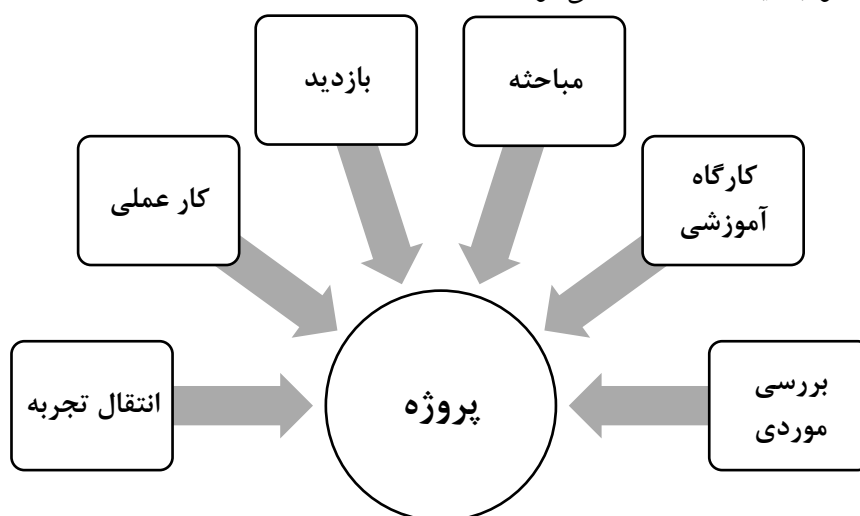 مباحثه
بازدید
کارگاه
آموزشی
کار عملی
بررسی
موردی
انتقال تجربه
پروژه